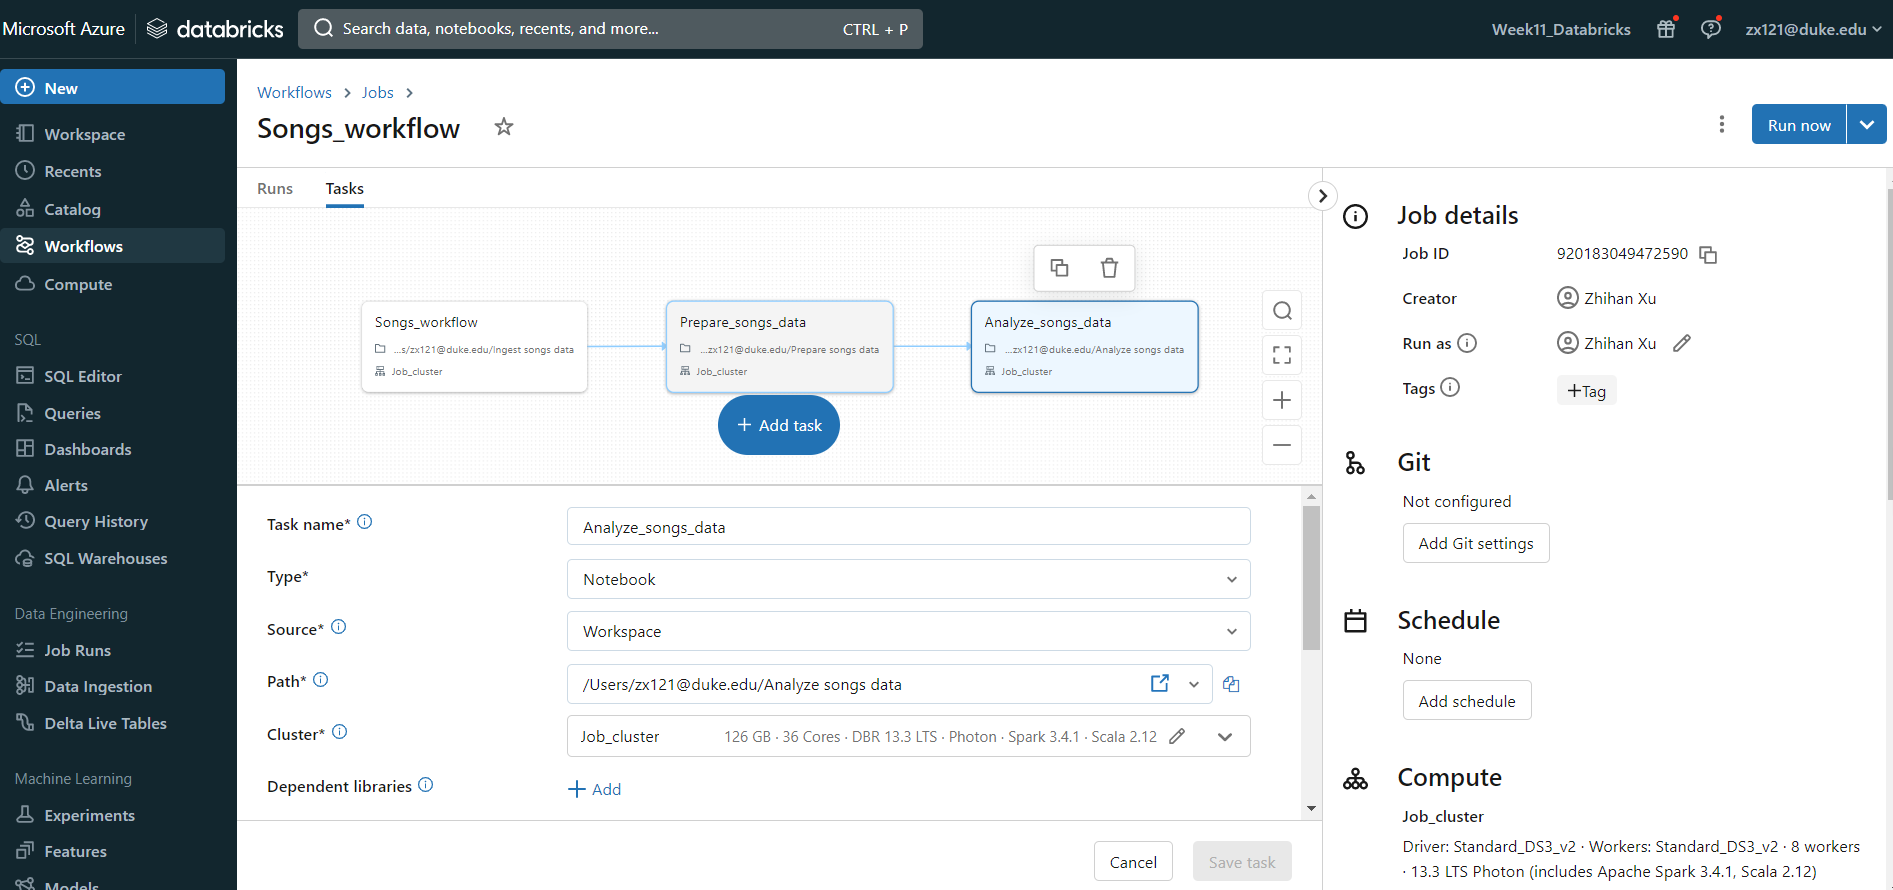 Microsoft Azure
databricks
Search data, notebooks, recents, and more...
CTRL + P
Week11_Databricks
zx121@duke.edu
New
Workspace
Recents
Catalog
Workflows
Compute
SQL
SQL Editor
Queries
Dashboards
Alerts
Query History
SQL Warehouses
Data Engineering
Job Runs
Data Ingestion
Delta Live Tables
Machine Learning
Experiments
Features
Models
Workflows > Jobs >
Songs_workflow
Run now
Runs
Tasks
Songs_workflow
...s/zx121@duke.edu/Ingest songs data
Job_cluster
Prepare_songs_data
...zx121@duke.edu/Prepare songs data
Job_cluster
Analyze_songs_data
...zx121@duke.edu/Analyze songs data
Job_cluster
+ Add task
Task name*
Analyze_songs_data
Type*
Notebook
Source*
Workspace
Path*
/Users/zx121@duke.edu/Analyze songs data
Cluster*
Job_cluster
126 GB · 36 Cores · DBR 13.3 LTS · Photon · Spark 3.4.1 · Scala 2.12
Dependent libraries
+ Add
Cancel
Save task
Job details
Job ID
920183049472590
Creator
Zhihan Xu
Run as
Zhihan Xu
Tags
+Tag
Git
Not configured
Add Git settings
Schedule
None
Add schedule
Compute
Job_cluster
Driver: Standard_DS3_v2 · Workers: Standard_DS3_v2 · 8 workers
· 13.3 LTS Photon (includes Apache Spark 3.4.1, Scala 2.12)